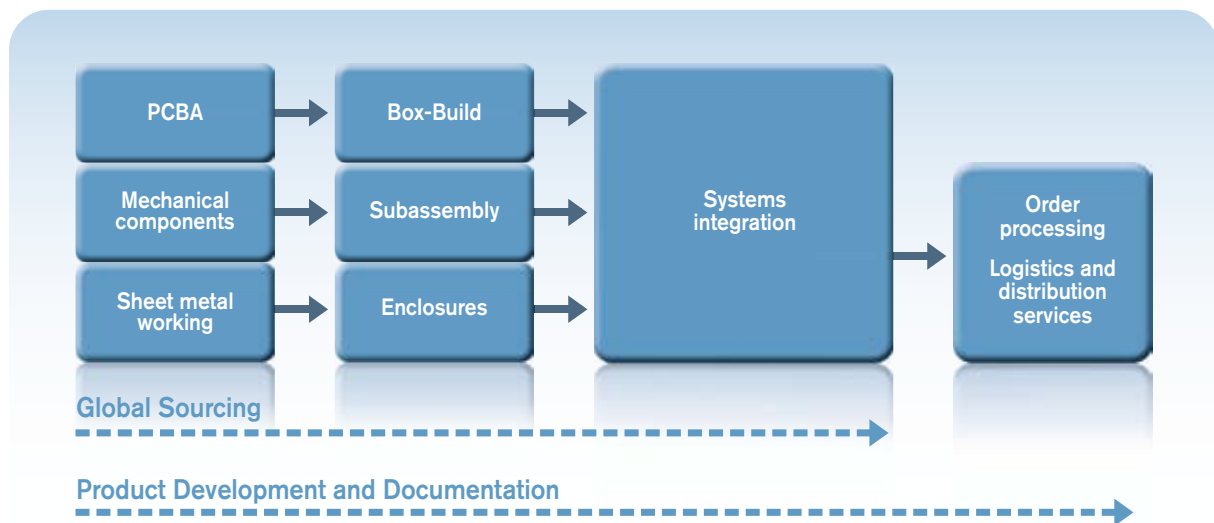 PCBA
Box-Build
Mechanical
components
Subassembly
Sheet metal
working
Enclosures
Systems
integration
Order
processing
Logistics and
distribution
services
Global Sourcing
Product Development and Documentation